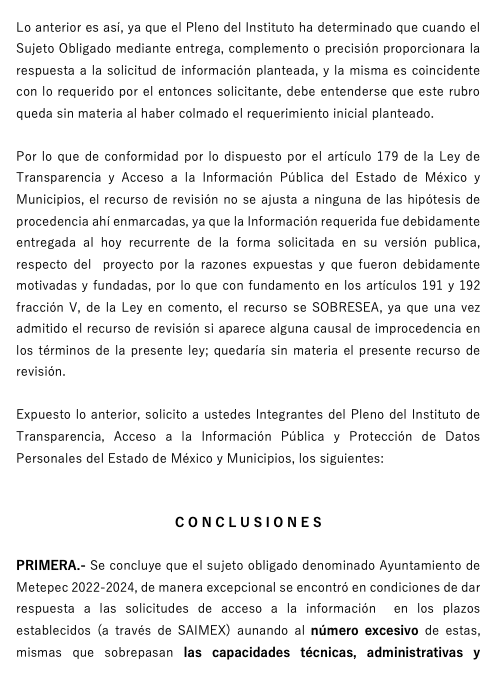 Lo anterior es así, ya que el Pleno del Instituto ha determinado que cuando el
Sujeto Obligado mediante entrega, complemento o precisión proporcionara la
respuesta a la solicitud de información planteada, y la misma es coincidente
con lo requerido por el entonces solicitante, debe entenderse que este rubro
queda sin materia al haber colmado el requerimiento inicial planteado.
Por lo que de conformidad por lo dispuesto por el artículo 179 de la Ley de
Transparencia y Acceso a la Información Pública del Estado de México y
Municipios, el recurso de revisión no se ajusta a ninguna de las hipótesis de
procedencia ahí enmarcadas, ya que la Información requerida fue debidamente
entregada al hoy recurrente de la forma solicitada en su versión publica,
respecto del proyecto por la razones expuestas y que fueron debidamente
motivadas y fundadas, por lo que con fundamento en los artículos 191 y 192
fracción V, de la Ley en comento, el recurso se SOBRESEA, ya que una vez
admitido el recurso de revisión si aparece alguna causal de improcedencia en
los términos de la presente ley; quedaría sin materia el presente recurso de
revisión.
Expuesto lo anterior, solicito a ustedes Integrantes del Pleno del Instituto de
Transparencia, Acceso a la Información Pública y Protección de Datos
Personales del Estado de México y Municipios, los siguientes:
CONCLUSIONES
PRIMERA.- Se concluye que el sujeto obligado denominado Ayuntamiento de
Metepec 2022-2024, de manera excepcional se encontró en condiciones de dar
respuesta a las solicitudes de acceso a la información en los plazos
establecidos (a través de SAIMEX) aunando al número excesivo de estas,
mismas que sobrepasan las capacidades técnicas, administrativas y